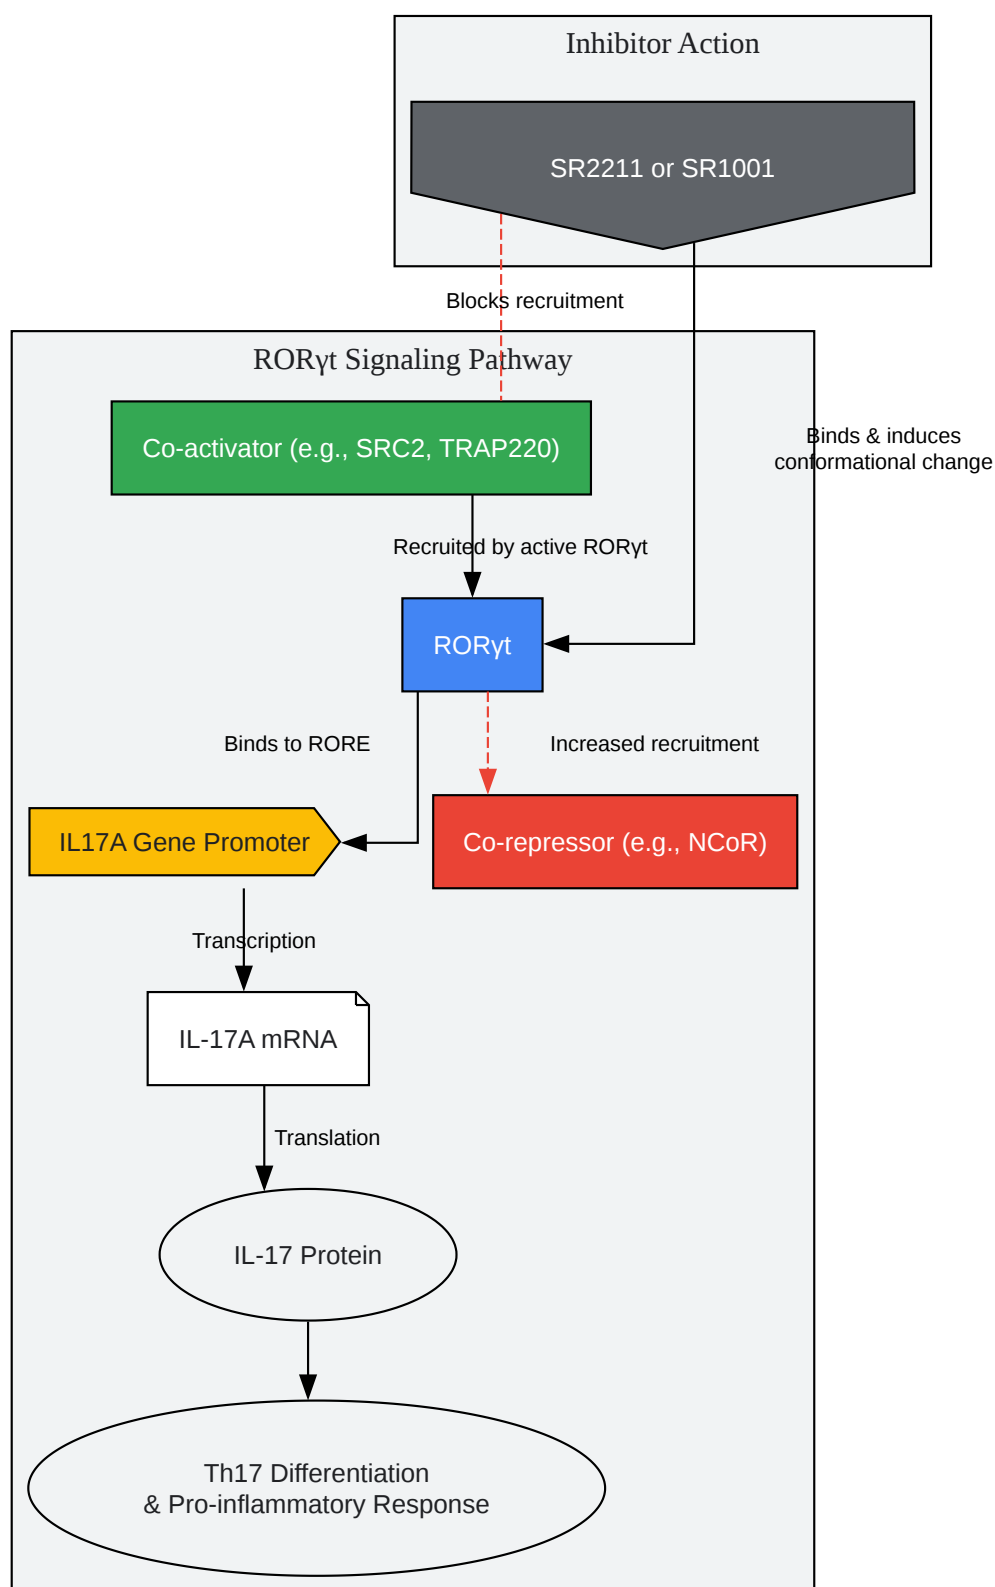 Inhibitor Action
SR2211 or SR1001
Blocks recruitment
RORγt Signaling Pathway
Co-activator (e.g., SRC2, TRAP220)
Binds & induces
conformational change
Recruited by active RORγt
RORγt
Binds to RORE
Increased recruitment
IL17A Gene Promoter
Co-repressor (e.g., NCoR)
Transcription
IL-17A mRNA
Translation
IL-17 Protein
Th17 Differentiation
& Pro-inflammatory Response